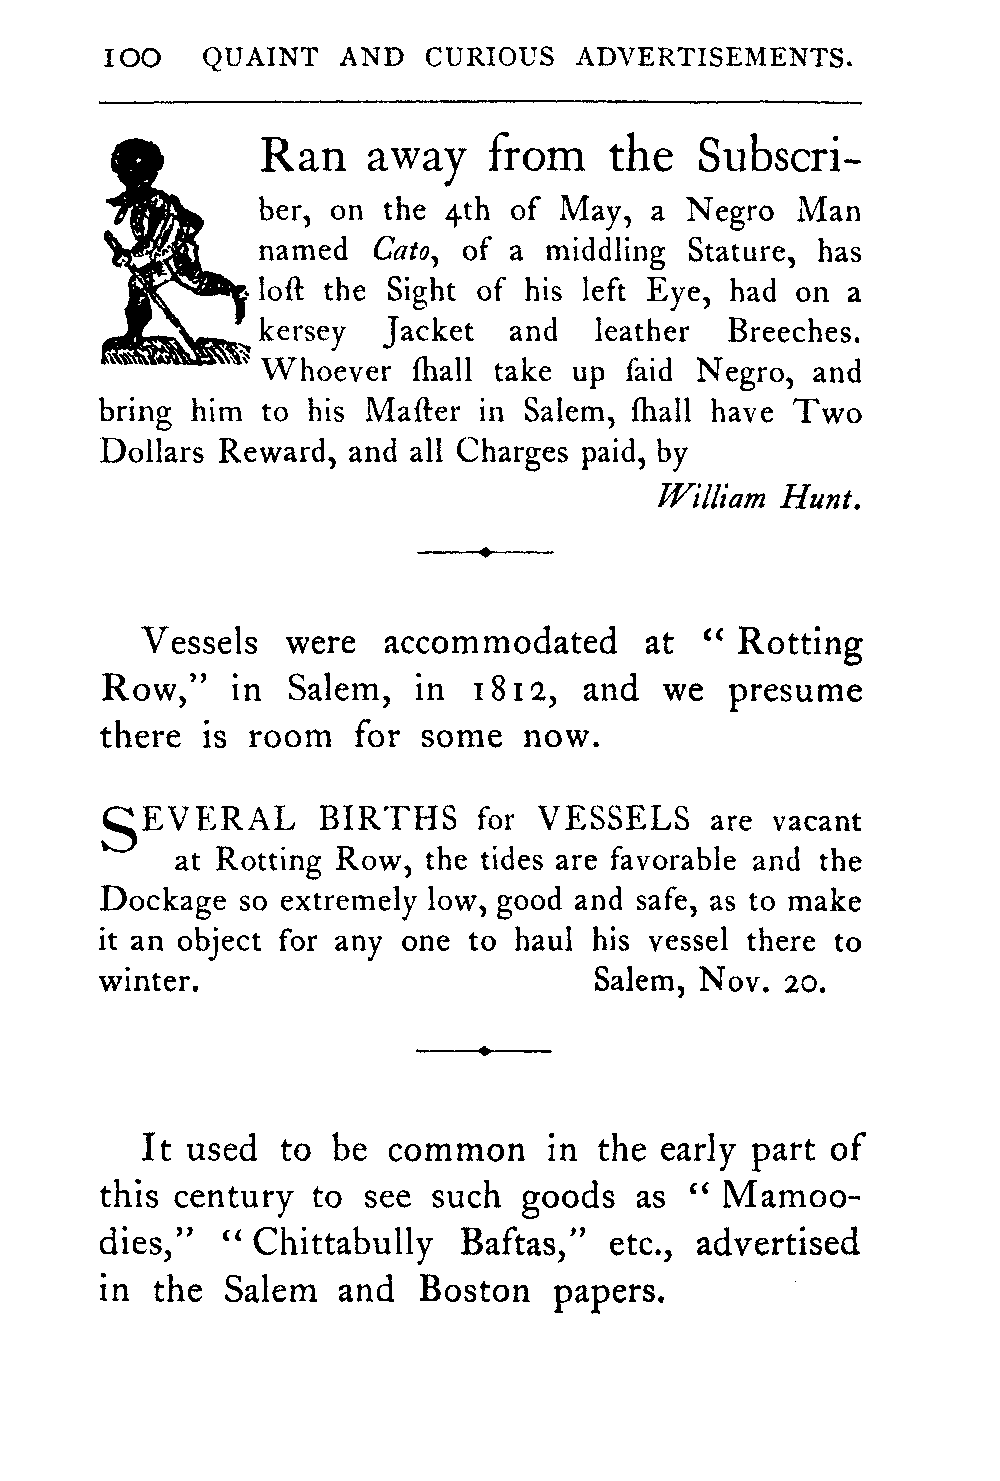 100 QUAINT AND CURIOUS ADVERTISEMENTS.
Ran away from the Subscri-
ber, on the 4th of May, a Negro Man
named Cato, of a middling Stature, has
loſt the Sight of his left Eye, had on a
kersey Jacket and leather Breeches.
Whoever ſhall take up ſaid Negro, and
bring him to his Maſter in Salem, ſhall have Two
Dollars Reward, and all Charges paid, by
William Hunt.
Vessels were accommodated at “ Rotting
Row,” in Salem, in 1812, and we presume
there is room for some now.
SEVERAL BIRTHS for VESSELS are vacant
at Rotting Row, the tides are favorable and the
Dockage so extremely low, good and safe, as to make
it an object for any one to haul his vessel there to
winter. Salem, Nov. 20.
It used to be common in the early part of
this century to see such goods as “ Mamoo-
dies,” “ Chittabully Baftas,” etc., advertised
in the Salem and Boston papers.